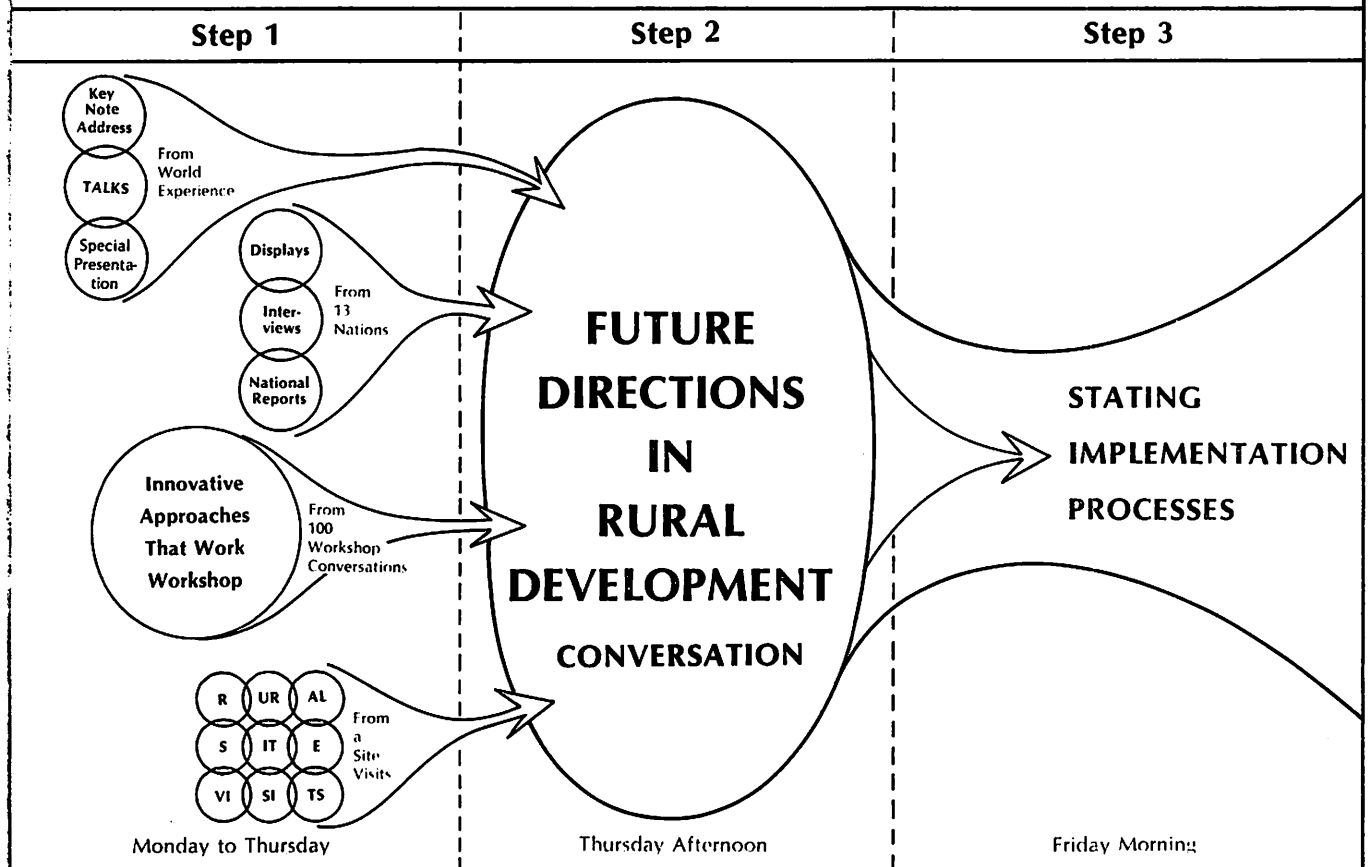 Step 1
Step 2
Step 3
Key
Note
Address
TALKS
Special
Presenta-
tion
From
World
Experience
Displays
Inter-
views
National
Reports
From
13
Nations
Innovative
Approaches
That Work
Workshop
From
100
Workshop
Conversations
R UR AL
S IT E
VI SI TS
From
a
Site
Visits
FUTURE
DIRECTIONS
IN
RURAL
DEVELOPMENT
CONVERSATION
STATING
IMPLEMENTATION
PROCESSES
Monday to Thursday
Thursday Afternoon
Friday Morning